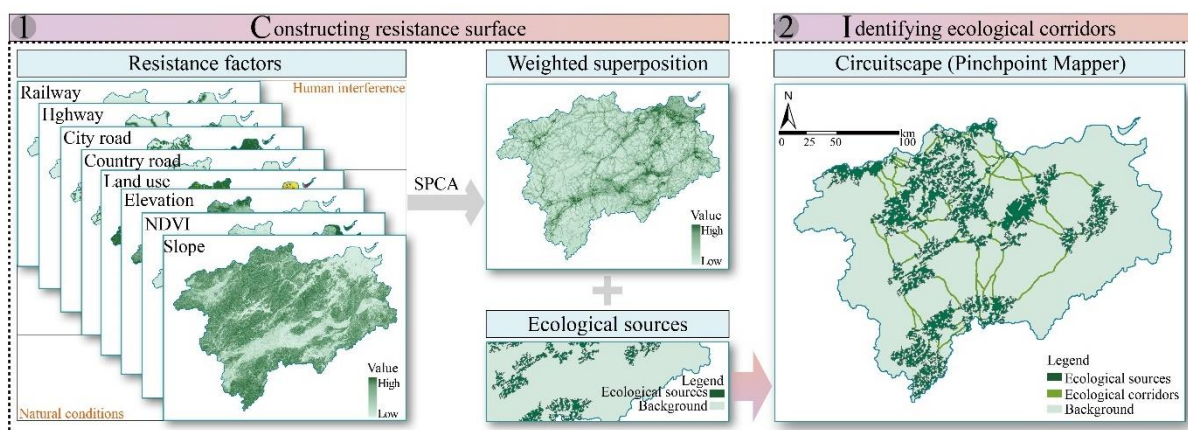 1 Constructing resistance surface
Resistance factors
Human interference
Railway
Hghway
City road
Country road
Land use
Elevation
NDVI
Slope
Value
High
Low
Natural conditions
SPCA
Weighted superposition
Value
High
Low
Ecological sources
Legend
Ecological sources
Background
2 Identifying ecological corridors
Circuitscape (Pinchpoint Mapper)
N
km
0 25 50 100
Legend
Ecological sources
Ecological corridors
Background